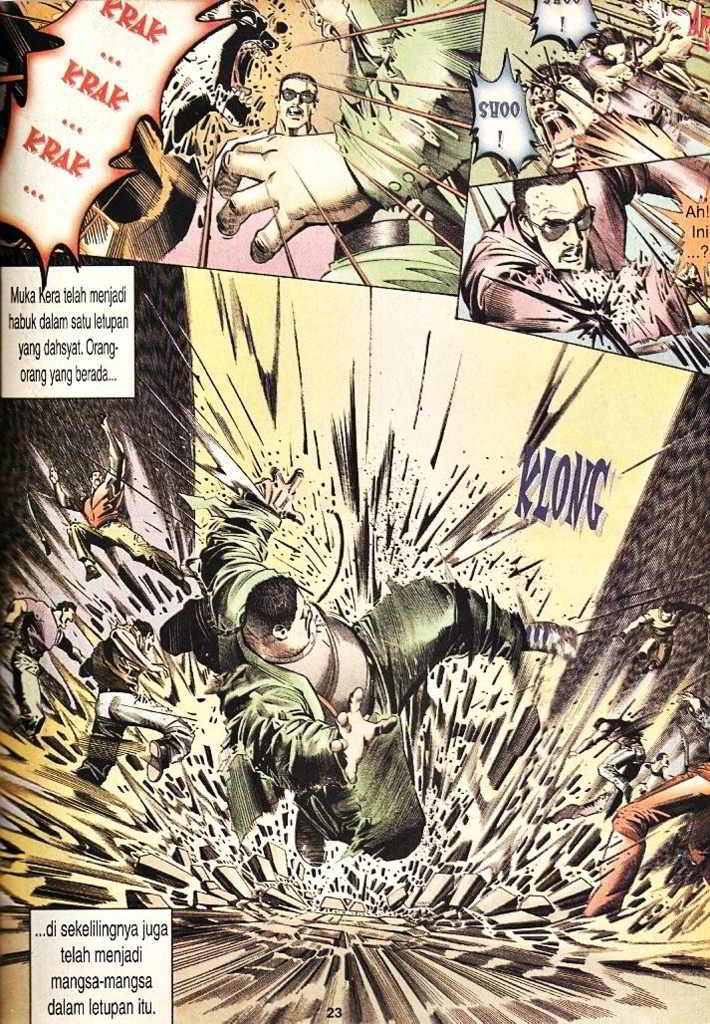 KRAK
...
KRAK
...
KRAK
...
SHOO
!
SHOO
!
Ah!
Ini
...?
Muka Kera telah menjadi
habuk dalam satu letupan
yang dahsyat. Orang-
orang yang berada...
KLONG
...di sekelilingnya juga
telah menjadi
mangsa-mangsa
dalam letupan itu.
23